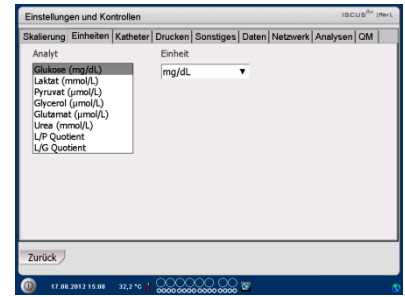 Einstellungen und Kontrollen
ISCUS flex |Rev L
Skalierung Einheiten Katheter Drucken Sonstiges Daten Netzwerk Analysen QM
Analyt
Einheit
Glukose (mg/dL)
mg/dL
Laktat (mmol/L)
Pyruvat (µmol/L)
Glycerol (µmol/L)
Glutamat (µmol/L)
Urea (mmol/L)
L/P Quotient
L/G Quotient
Zurück
17.08.2012 15:08 32,2 °C